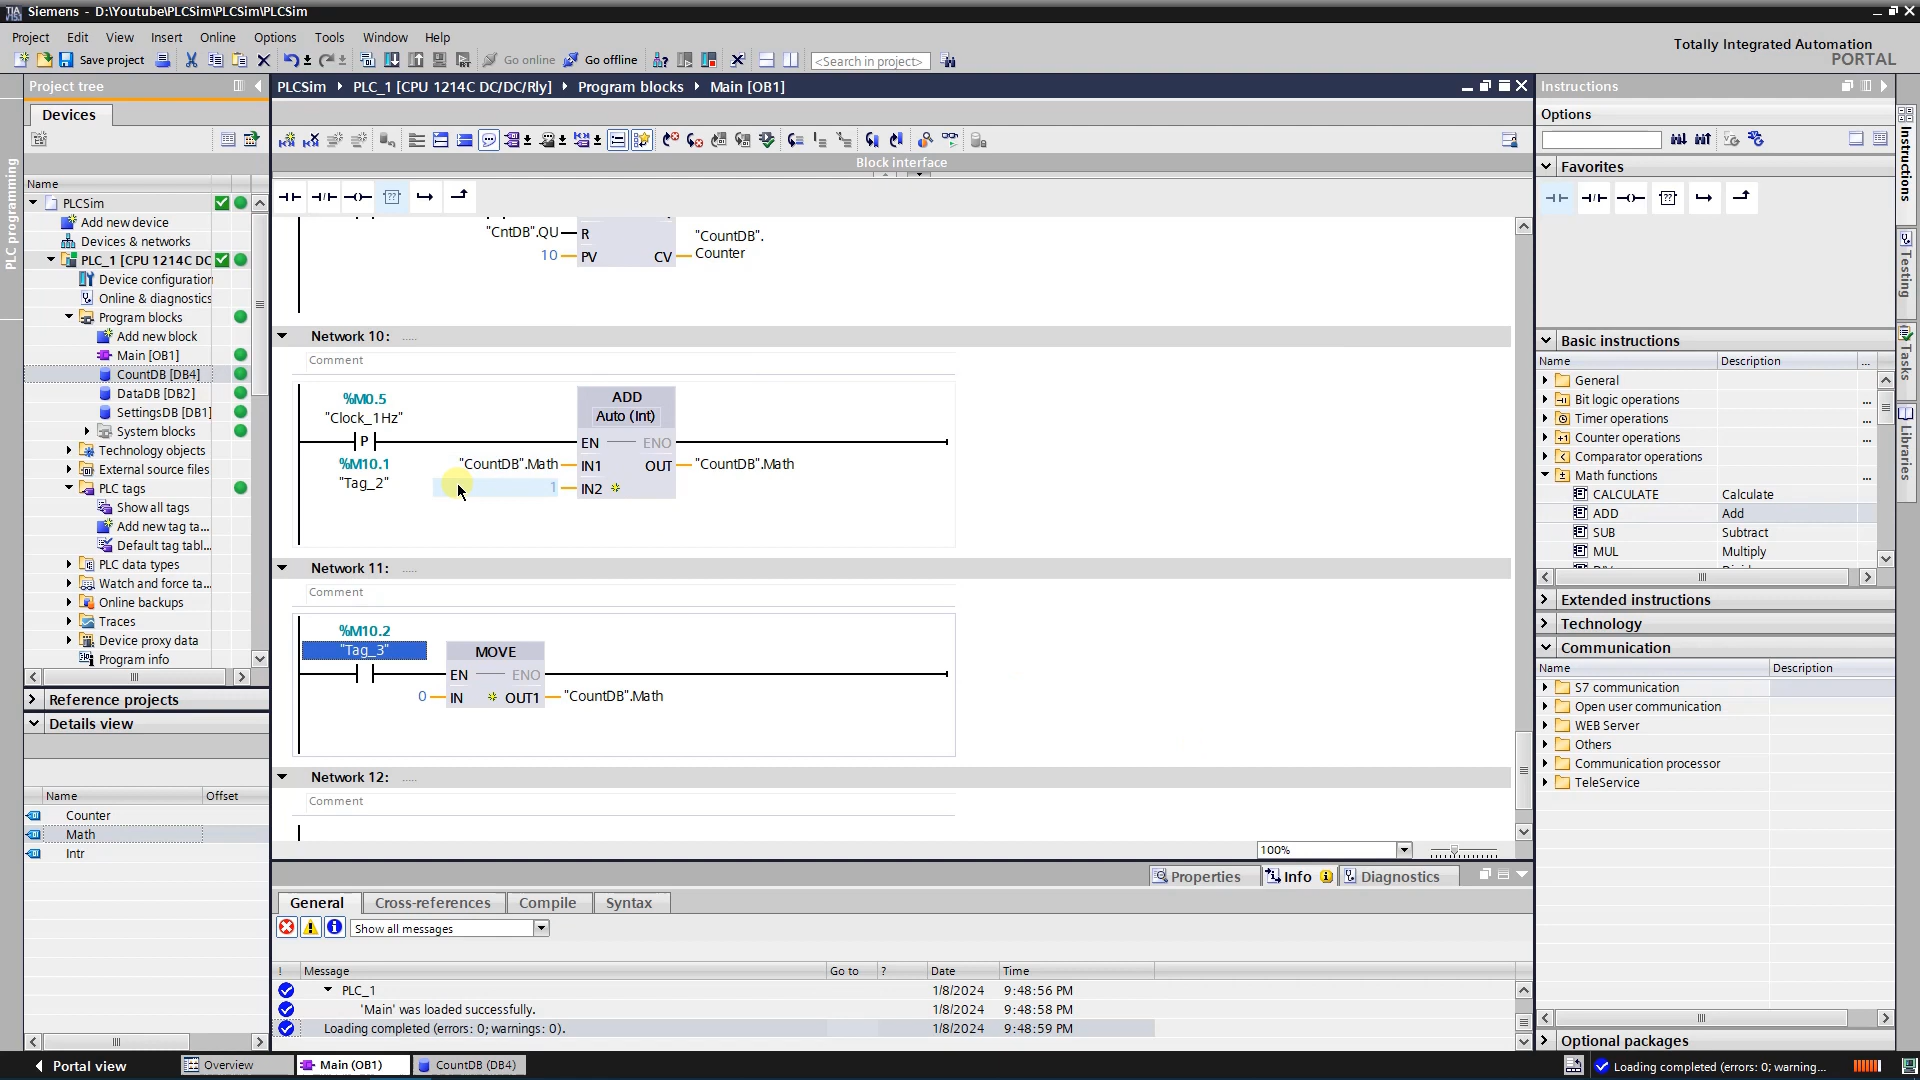 Siemens - D:\Youtube\PLCSim\PLCSim\PLCSim
Project Edit View Insert Online Options Tools Window Help
Totally Integrated Automation
PORTAL
Save project
Go online
Go offline
<Search in project>
Project tree
PLCSim PLC_1 [CPU 1214C DC/DC/Rly] Program blocks Main [OB1]
Instructions
Devices
Options
Block interface
Favorites
PLC programming
Name
PLCSim
Add new device
Devices & networks
PLC_1 [CPU 1214C DC
Device configuration
Online & diagnostics
Program blocks
Add new block
Main [OB1]
CountDB [DB4]
DataDB [DB2]
SettingsDB [DB1]
System blocks
Technology objects
External source files
PLC tags
Show all tags
Add new tag ta...
Default tag tabl...
PLC data types
Watch and force ta...
Online backups
Traces
Device proxy data
Program info
Reference projects
Details view
Name Offset
Counter
Math
Intr
"CntDB".QU R
"CountDB".
Counter
10 PV CV
Network 10: .....
Comment
%M0.5
"Clock_1Hz"
P
%M10.1
"Tag_2"
ADD
Auto (Int)
EN ENO
"CountDB".Math IN1 OUT "CountDB".Math
1 IN2
Network 11: .....
Comment
%M10.2
"Tag_3"
MOVE
EN ENO
0 IN OUT1 "CountDB".Math
Network 12: .....
Comment
100%
Properties Info Diagnostics
General Cross-references Compile Syntax
Show all messages
! Message Go to ? Date Time
PLC_1 1/8/2024 9:48:56 PM
'Main' was loaded successfully. 1/8/2024 9:48:58 PM
Loading completed (errors: 0; warnings: 0). 1/8/2024 9:48:59 PM
Basic instructions
Name Description ...
General
Bit logic operations ...
Timer operations ...
Counter operations ...
Comparator operations ...
Math functions ...
CALCULATE Calculate
ADD Add
SUB Subtract
MUL Multiply
Extended instructions
Technology
Communication
Name Description
S7 communication
Open user communication
WEB Server
Others
Communication processor
TeleService
Optional packages
Instructions
Testing
Tasks
Libraries
Portal view
Overview
Main (OB1)
CountDB (DB4)
Loading completed (errors: 0; warning...